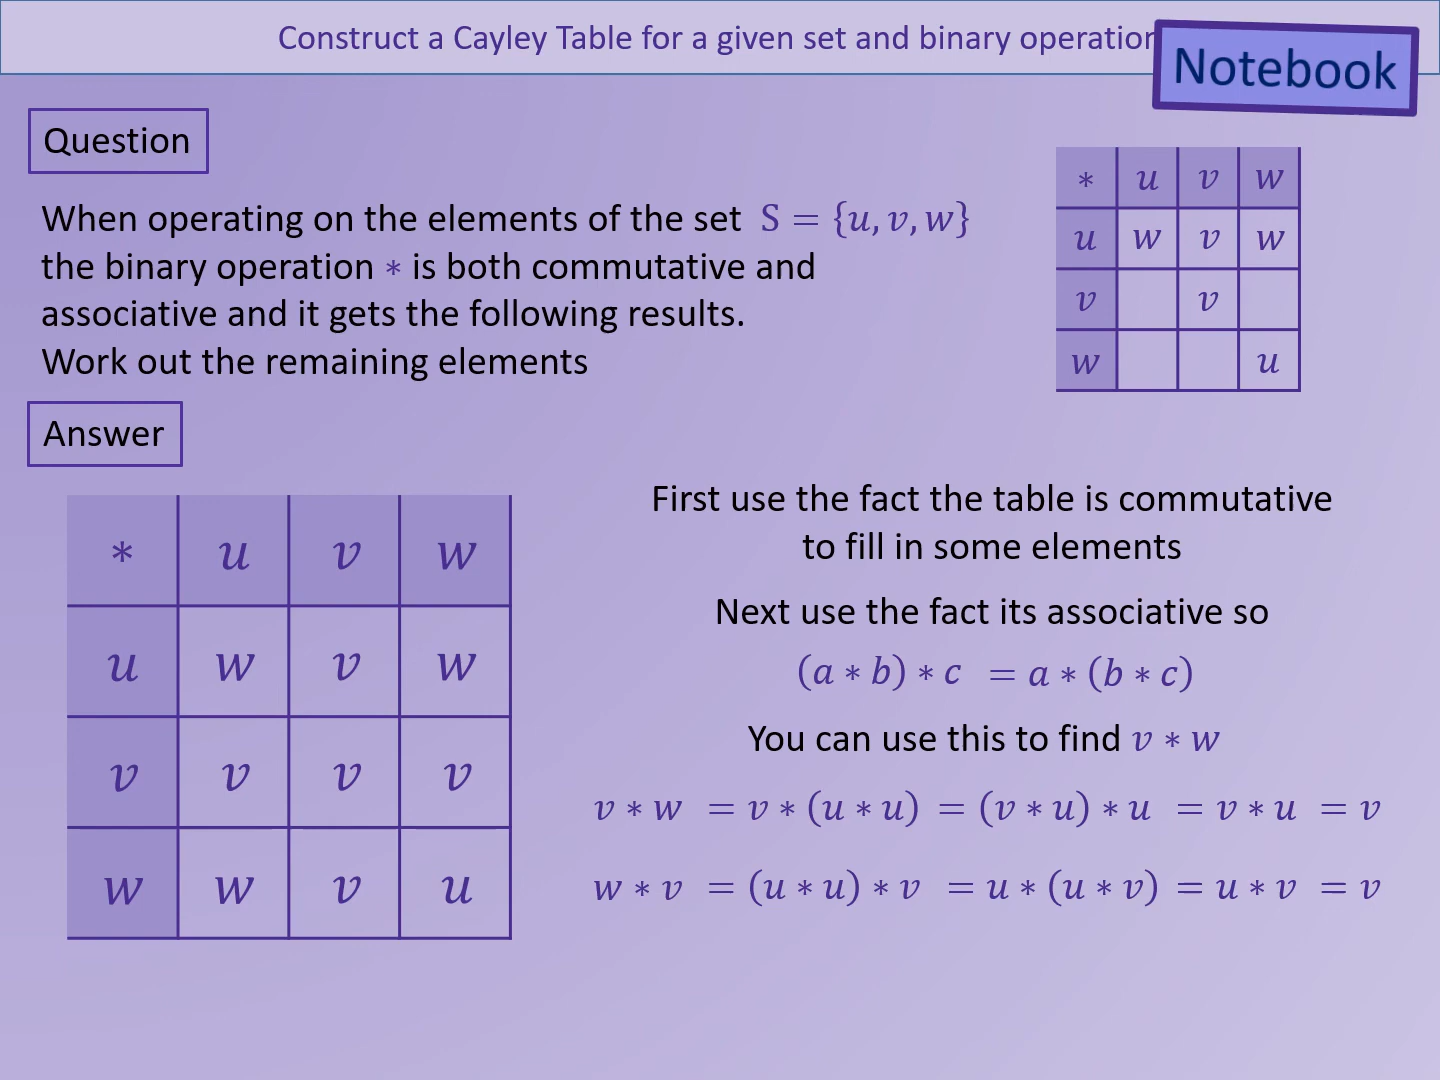 Construct a Cayley Table for a given set and binary operation
Notebook
Question
When operating on the elements of the set S = {u, v, w}
the binary operation ∗ is both commutative and
associative and it gets the following results.
Work out the remaining elements
∗ u v w
u w v w
v v
w u
Answer
∗ u v w
u w v w
v v v v
w w v u
First use the fact the table is commutative
to fill in some elements
Next use the fact its associative so
(a ∗ b) ∗ c = a ∗ (b ∗ c)
You can use this to find v ∗ w
v ∗ w = v ∗ (u ∗ u) = (v ∗ u) ∗ u = v ∗ u = v
w ∗ v = (u ∗ u) ∗ v = u ∗ (u ∗ v) = u ∗ v = v